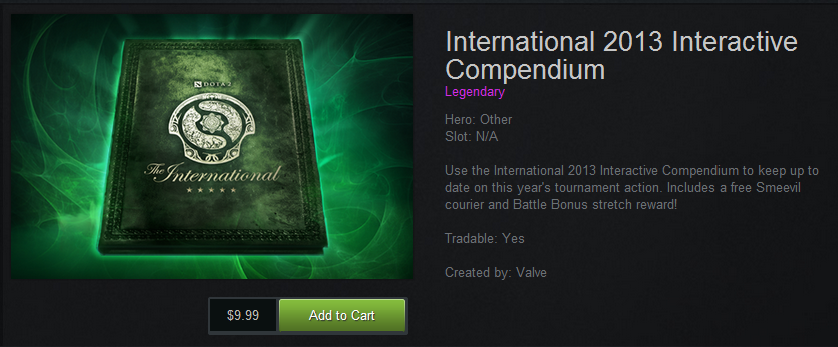 International 2013 Interactive
Compendium
Legendary
Hero: Other
Slot: N/A
Use the International 2013 Interactive Compendium to keep up to
date on this year's tournament action. Includes a free Smeevil
courier and Battle Bonus stretch reward!
Tradable: Yes
Created by: Valve
DOTA 2
The International
$9.99
Add to Cart